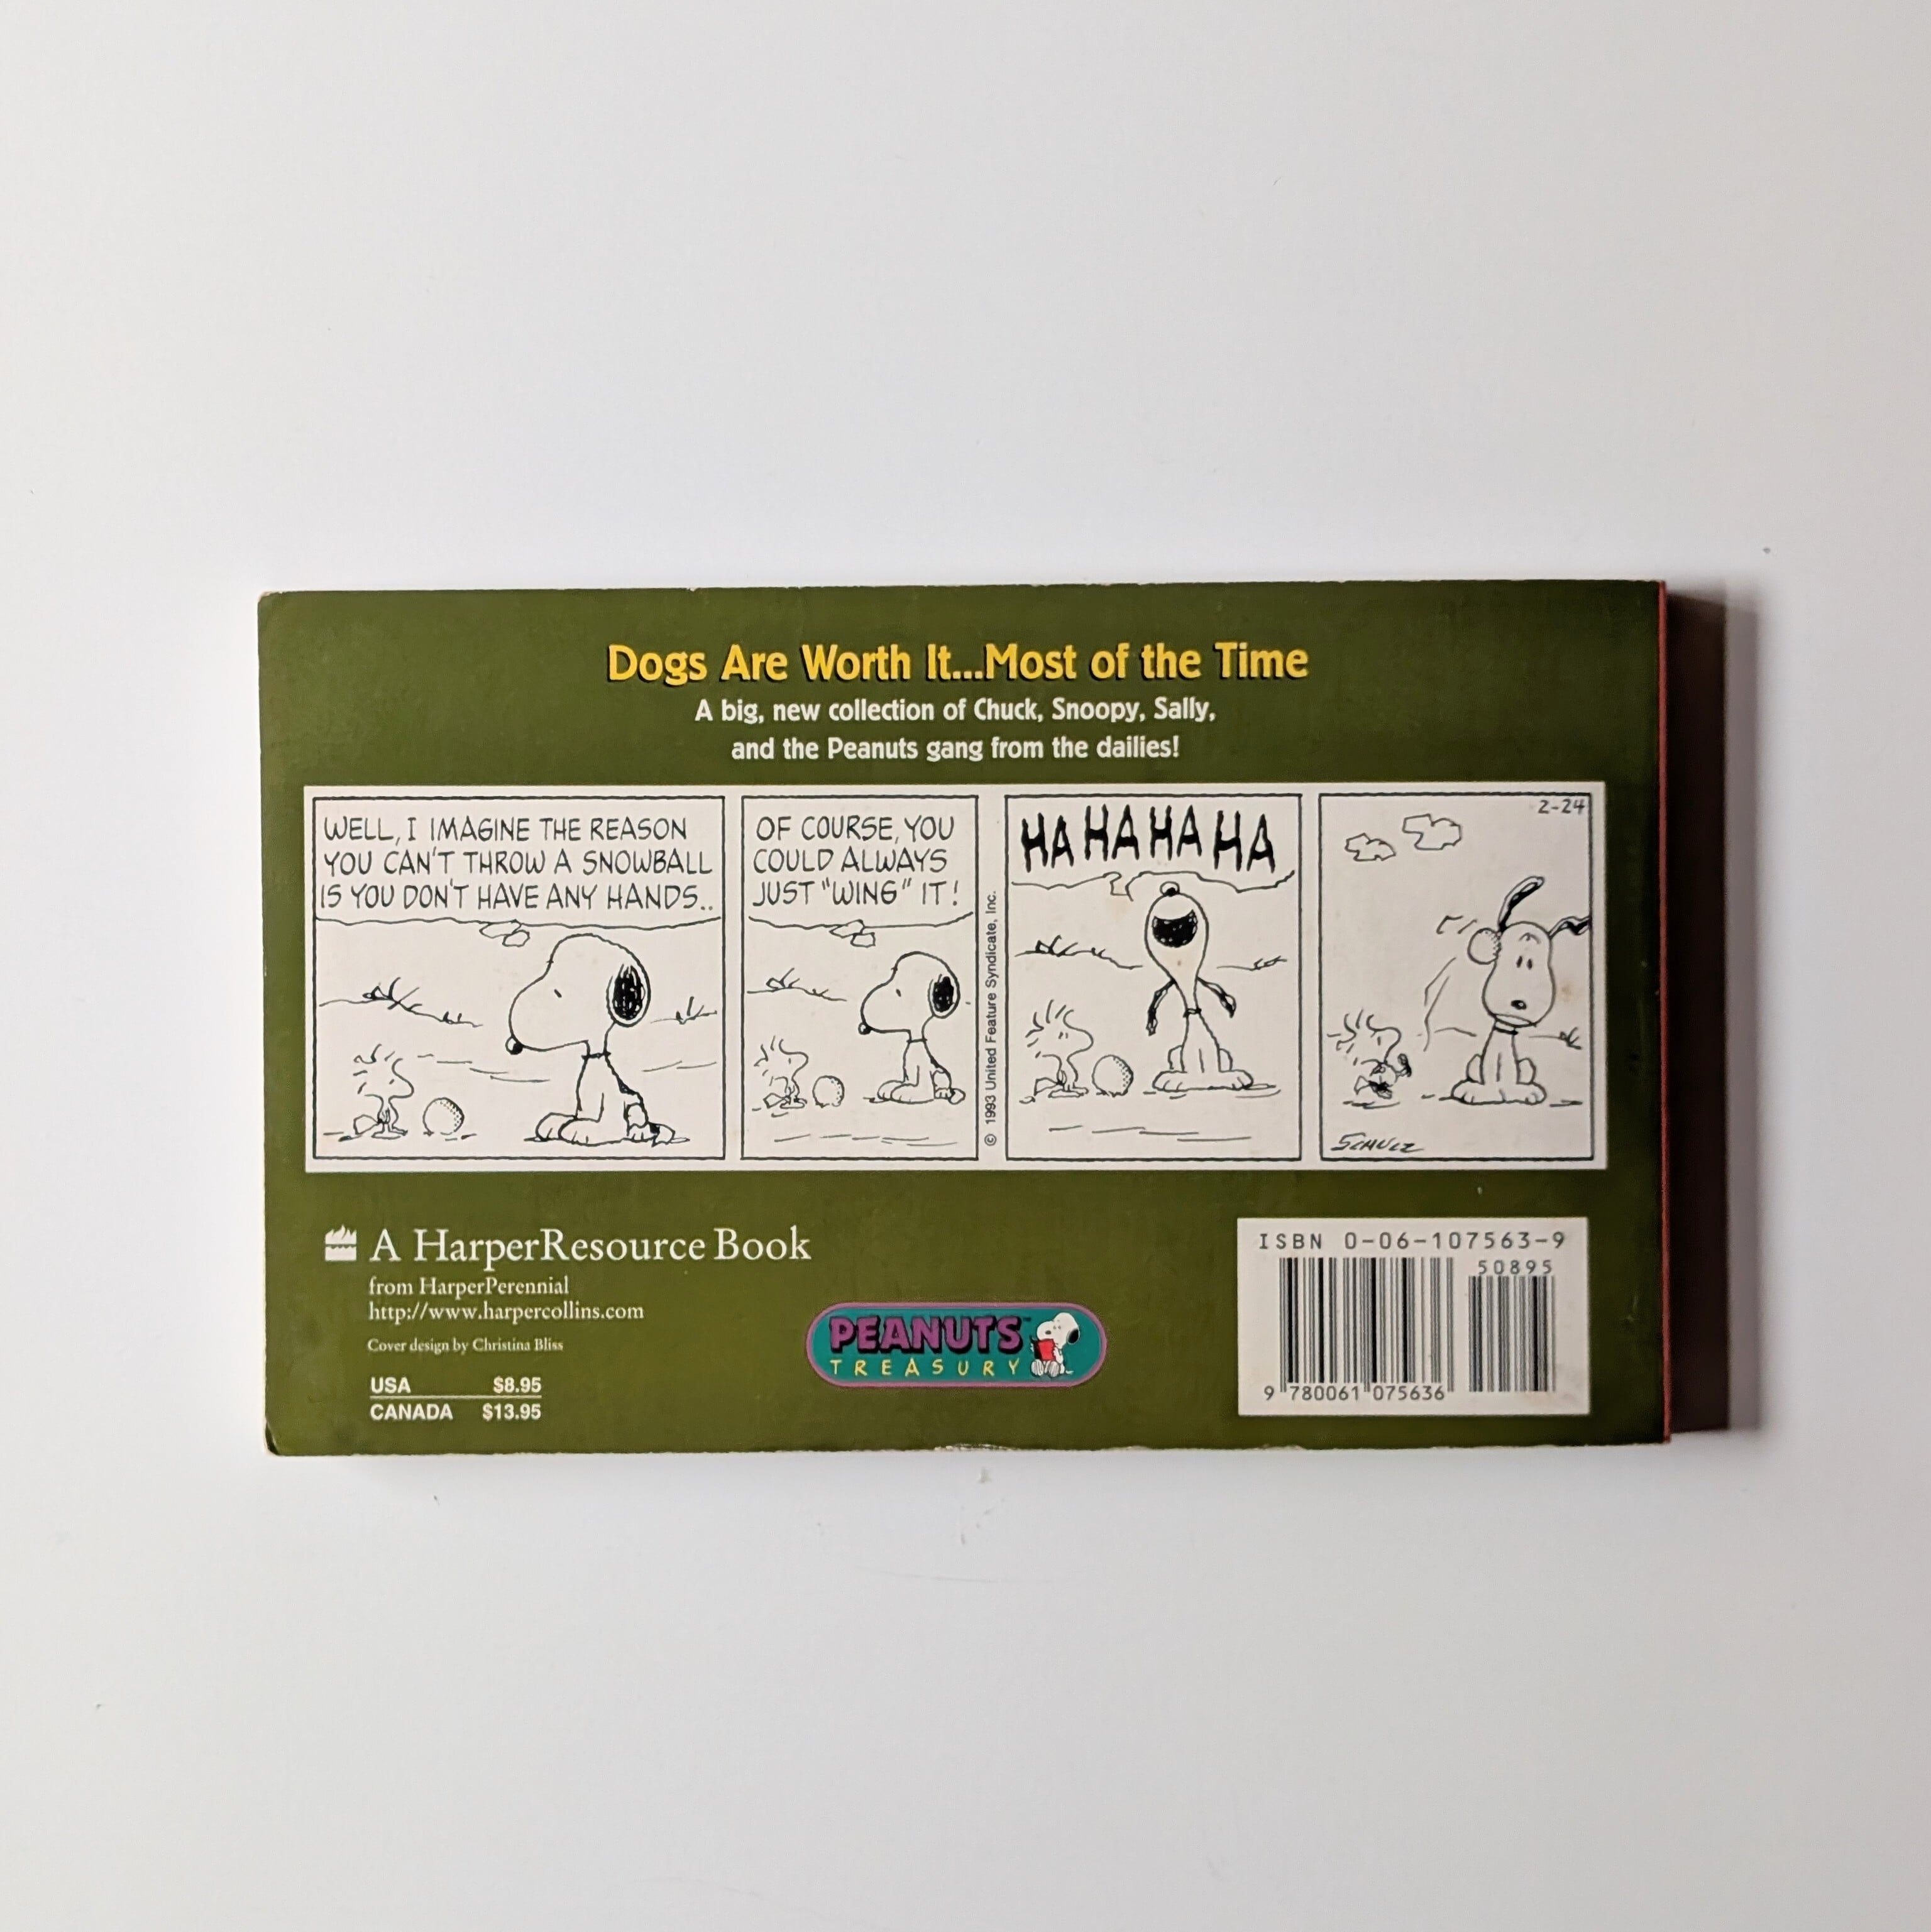 Dogs Are Worth It...Most of the Time
A big, new collection of Chuck, Snoopy, Sally,
and the Peanuts gang from the dailies!
WELL, I IMAGINE THE REASON
YOU CAN'T THROW A SNOWBALL
IS YOU DON'T HAVE ANY HANDS..
OF COURSE, YOU
COULD ALWAYS
JUST "WING" IT!
© 1993 United Feature Syndicate, Inc.
HA HA HA HA
2-24
SCHULZ
A HarperResource Book
from HarperPerennial
http://www.harpercollins.com
Cover design by Christina Bliss
USA $8.95
CANADA $13.95
PEANUTS™
TREASURY
ISBN 0-06-107563-9
50895
9 780061 075636